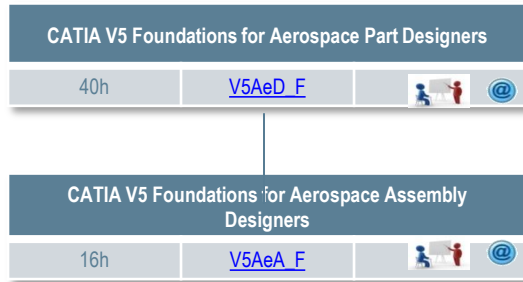 CATIA V5 Foundations for Aerospace Part Designers
40h V5AeD_F @
CATIA V5 Foundations for Aerospace Assembly
Designers
16h V5AeA_F @